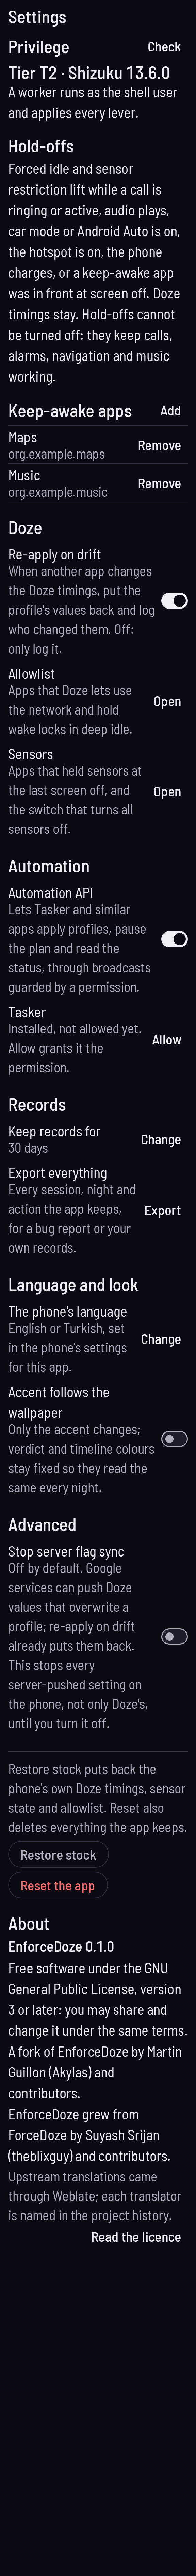 Settings
Privilege Check
Tier T2 · Shizuku 13.6.0
A worker runs as the shell user
and applies every lever.
Hold-offs
Forced idle and sensor
restriction lift while a call is
ringing or active, audio plays,
car mode or Android Auto is on,
the hotspot is on, the phone
charges, or a keep-awake app
was in front at screen off. Doze
timings stay. Hold-offs cannot
be turned off: they keep calls,
alarms, navigation and music
working.
Keep-awake apps Add
Maps
org.example.maps
Remove
Music
org.example.music
Remove
Doze
Re-apply on drift
When another app changes
the Doze timings, put the
profile's values back and log
who changed them. Off:
only log it.
Allowlist
Apps that Doze lets use
the network and hold
wake locks in deep idle.
Open
Sensors
Apps that held sensors at
the last screen off, and
the switch that turns all
sensors off.
Open
Automation
Automation API
Lets Tasker and similar
apps apply profiles, pause
the plan and read the
status, through broadcasts
guarded by a permission.
Tasker
Installed, not allowed yet.
Allow grants it the
permission.
Allow
Records
Keep records for
30 days
Change
Export everything
Every session, night and
action the app keeps,
for a bug report or your
own records.
Export
Language and look
The phone's language
English or Turkish, set
in the phone's settings
for this app.
Change
Accent follows the
wallpaper
Only the accent changes;
verdict and timeline colours
stay fixed so they read the
same every night.
Advanced
Stop server flag sync
Off by default. Google
services can push Doze
values that overwrite a
profile; re-apply on drift
already puts them back.
This stops every
server-pushed setting on
the phone, not only Doze's,
until you turn it off.
Restore stock puts back the
phone's own Doze timings, sensor
state and allowlist. Reset also
deletes everything the app keeps.
Restore stock
Reset the app
About
EnforceDoze 0.1.0
Free software under the GNU
General Public License, version
3 or later: you may share and
change it under the same terms.
A fork of EnforceDoze by Martin
Guillon (Akylas) and
contributors.
EnforceDoze grew from
ForceDoze by Suyash Srijan
(theblixguy) and contributors.
Upstream translations came
through Weblate; each translator
is named in the project history.
Read the licence